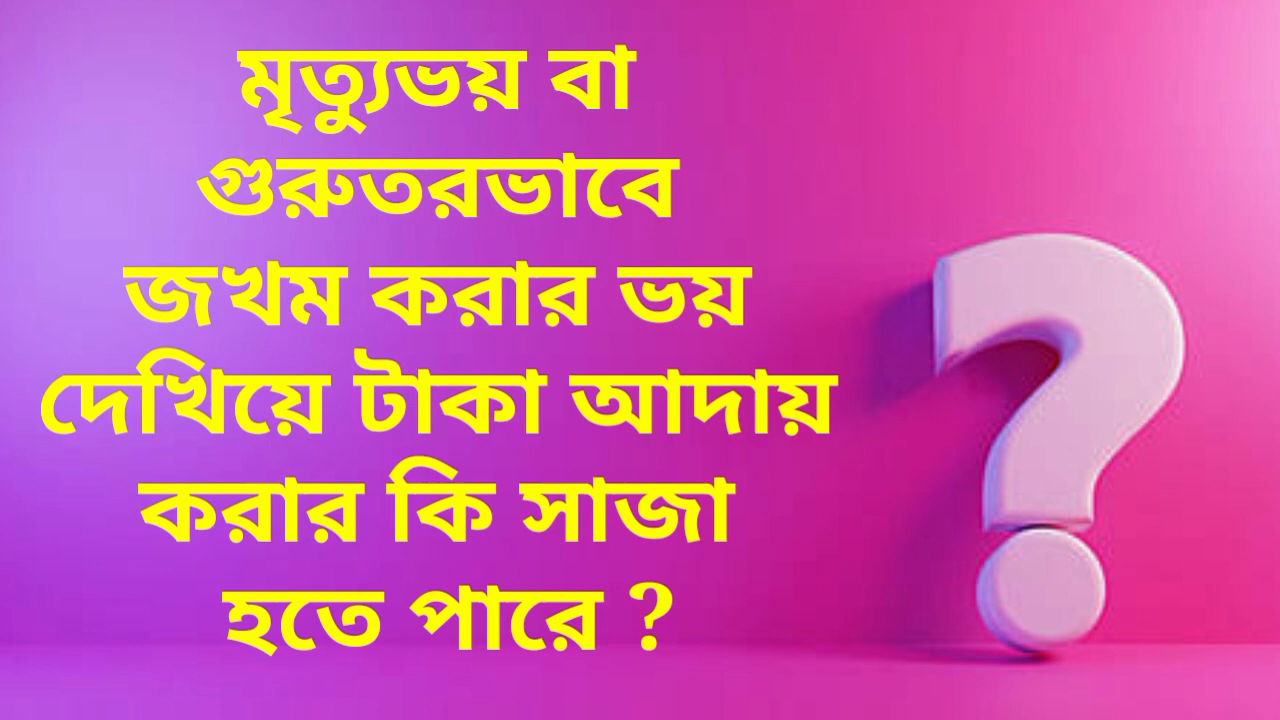 মৃত্যুভয় বা
গুরুতরভাবে
জখম করার ভয়
দেখিয়ে টাকা আদায়
করার কি সাজা
হতে পারে ?